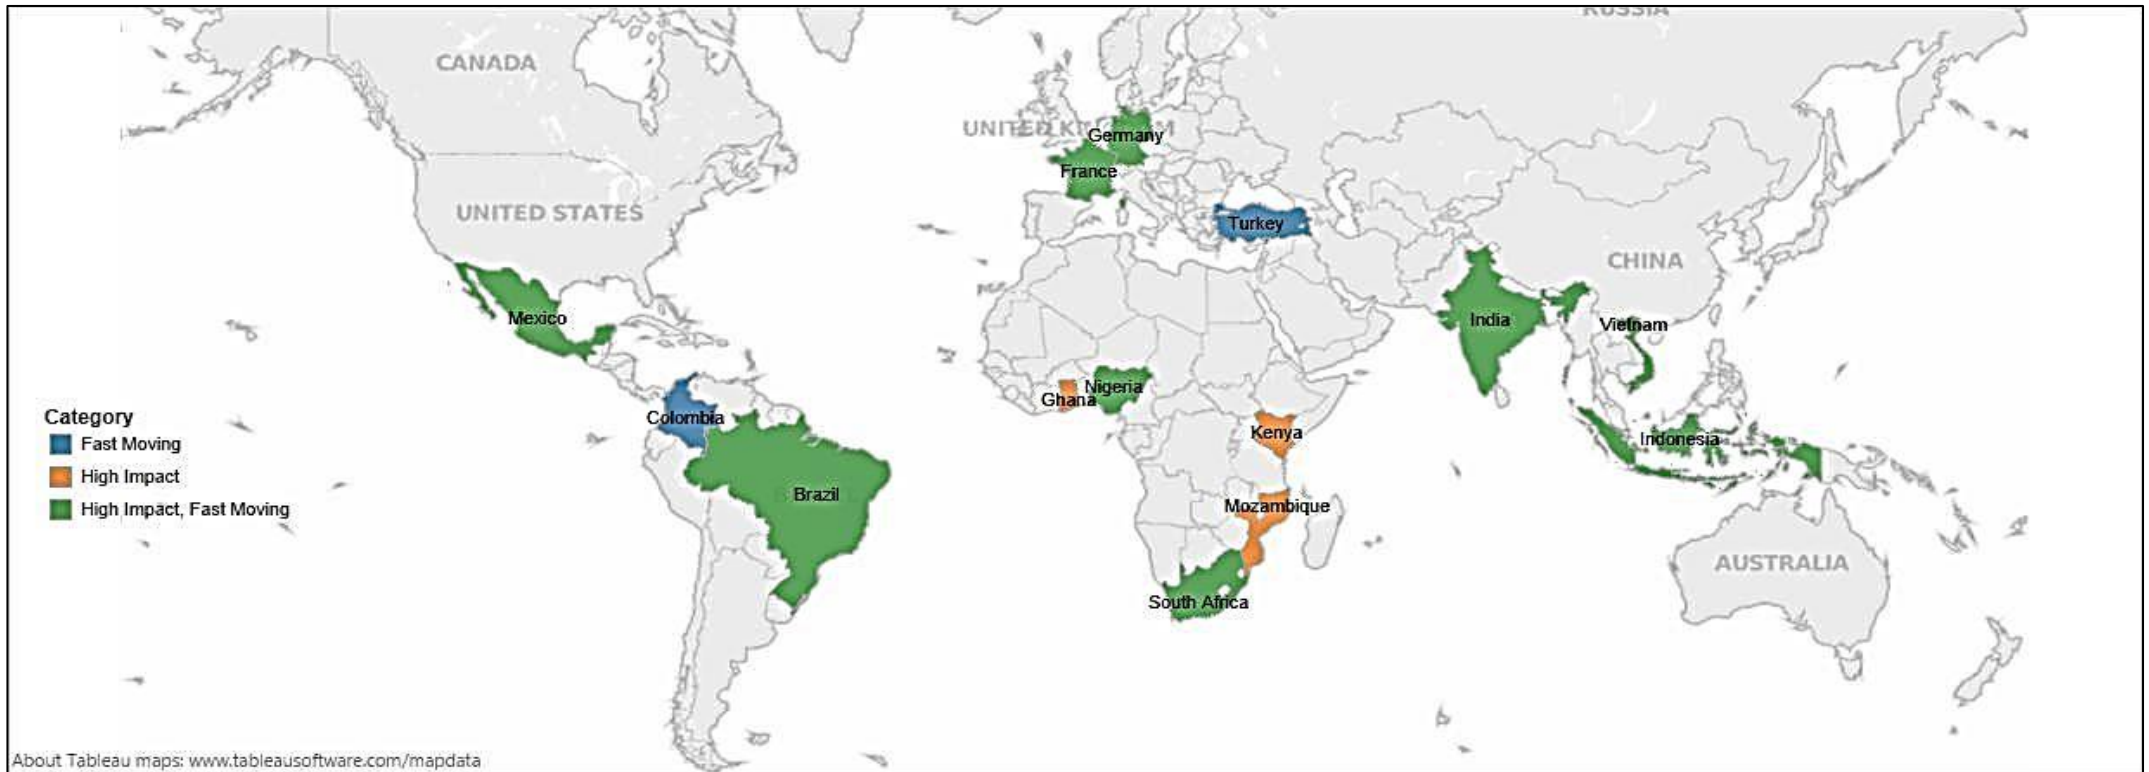 RUSSIA
CANADA
UNITED KINGDOM
Germany
France
UNITED STATES
Turkey
CHINA
Mexico
India
Vietnam
Nigeria
Ghana
Colombia
Kenya
Indonesia
Brazil
Mozambique
AUSTRALIA
South Africa
Category
Fast Moving
High Impact
High Impact, Fast Moving
About Tableau maps: www.tableausoftware.com/mapdata